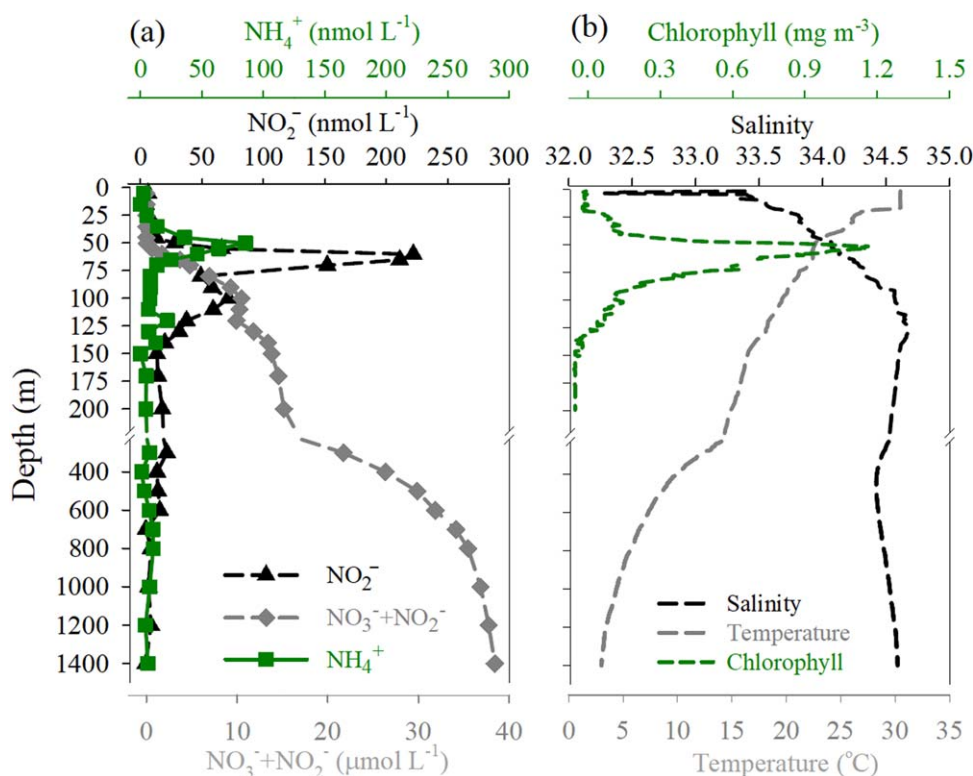 (a) NH₄⁺ (nmol L⁻¹)
0 50 100 150 200 250 300
NO₂⁻ (nmol L⁻¹)
0 50 100 150 200 250 300
(b) Chlorophyll (mg m⁻³)
0.0 0.3 0.6 0.9 1.2 1.5
Salinity
32.0 32.5 33.0 33.5 34.0 34.5 35.0
Depth (m)
0
25
50
75
100
125
150
175
200
400
600
800
1000
1200
1400
NO₂⁻
NO₃⁻+NO₂⁻
NH₄⁺
0 10 20 30 40
NO₃⁻+NO₂⁻ (μmol L⁻¹)
Salinity
Temperature
Chlorophyll
0 5 10 15 20 25 30 35
Temperature (°C)